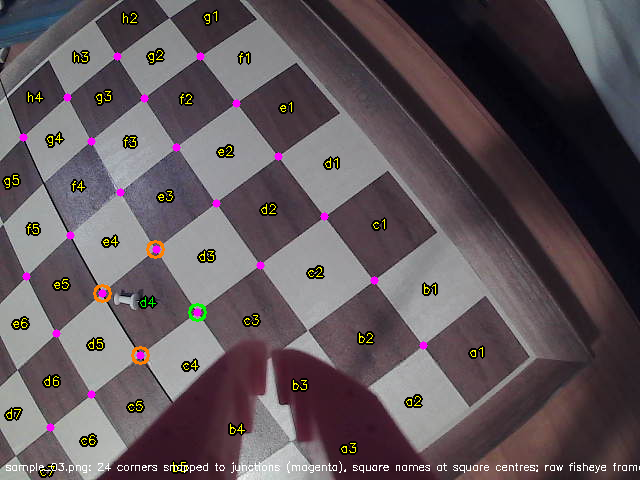 h2
g1
h3
g2
f1
h4
g3
f2
e1
g4
f3
e2
d1
g5
f4
e3
d2
c1
f5
e4
d3
c2
b1
e5
d4
e6
d5
c4
c3
b2
a1
d6
c5
b3
a2
d7
c6
b4
a3
c7
b5
sample_03.png: 24 corners snapped to junctions (magenta), square names at square centres; raw fisheye fram